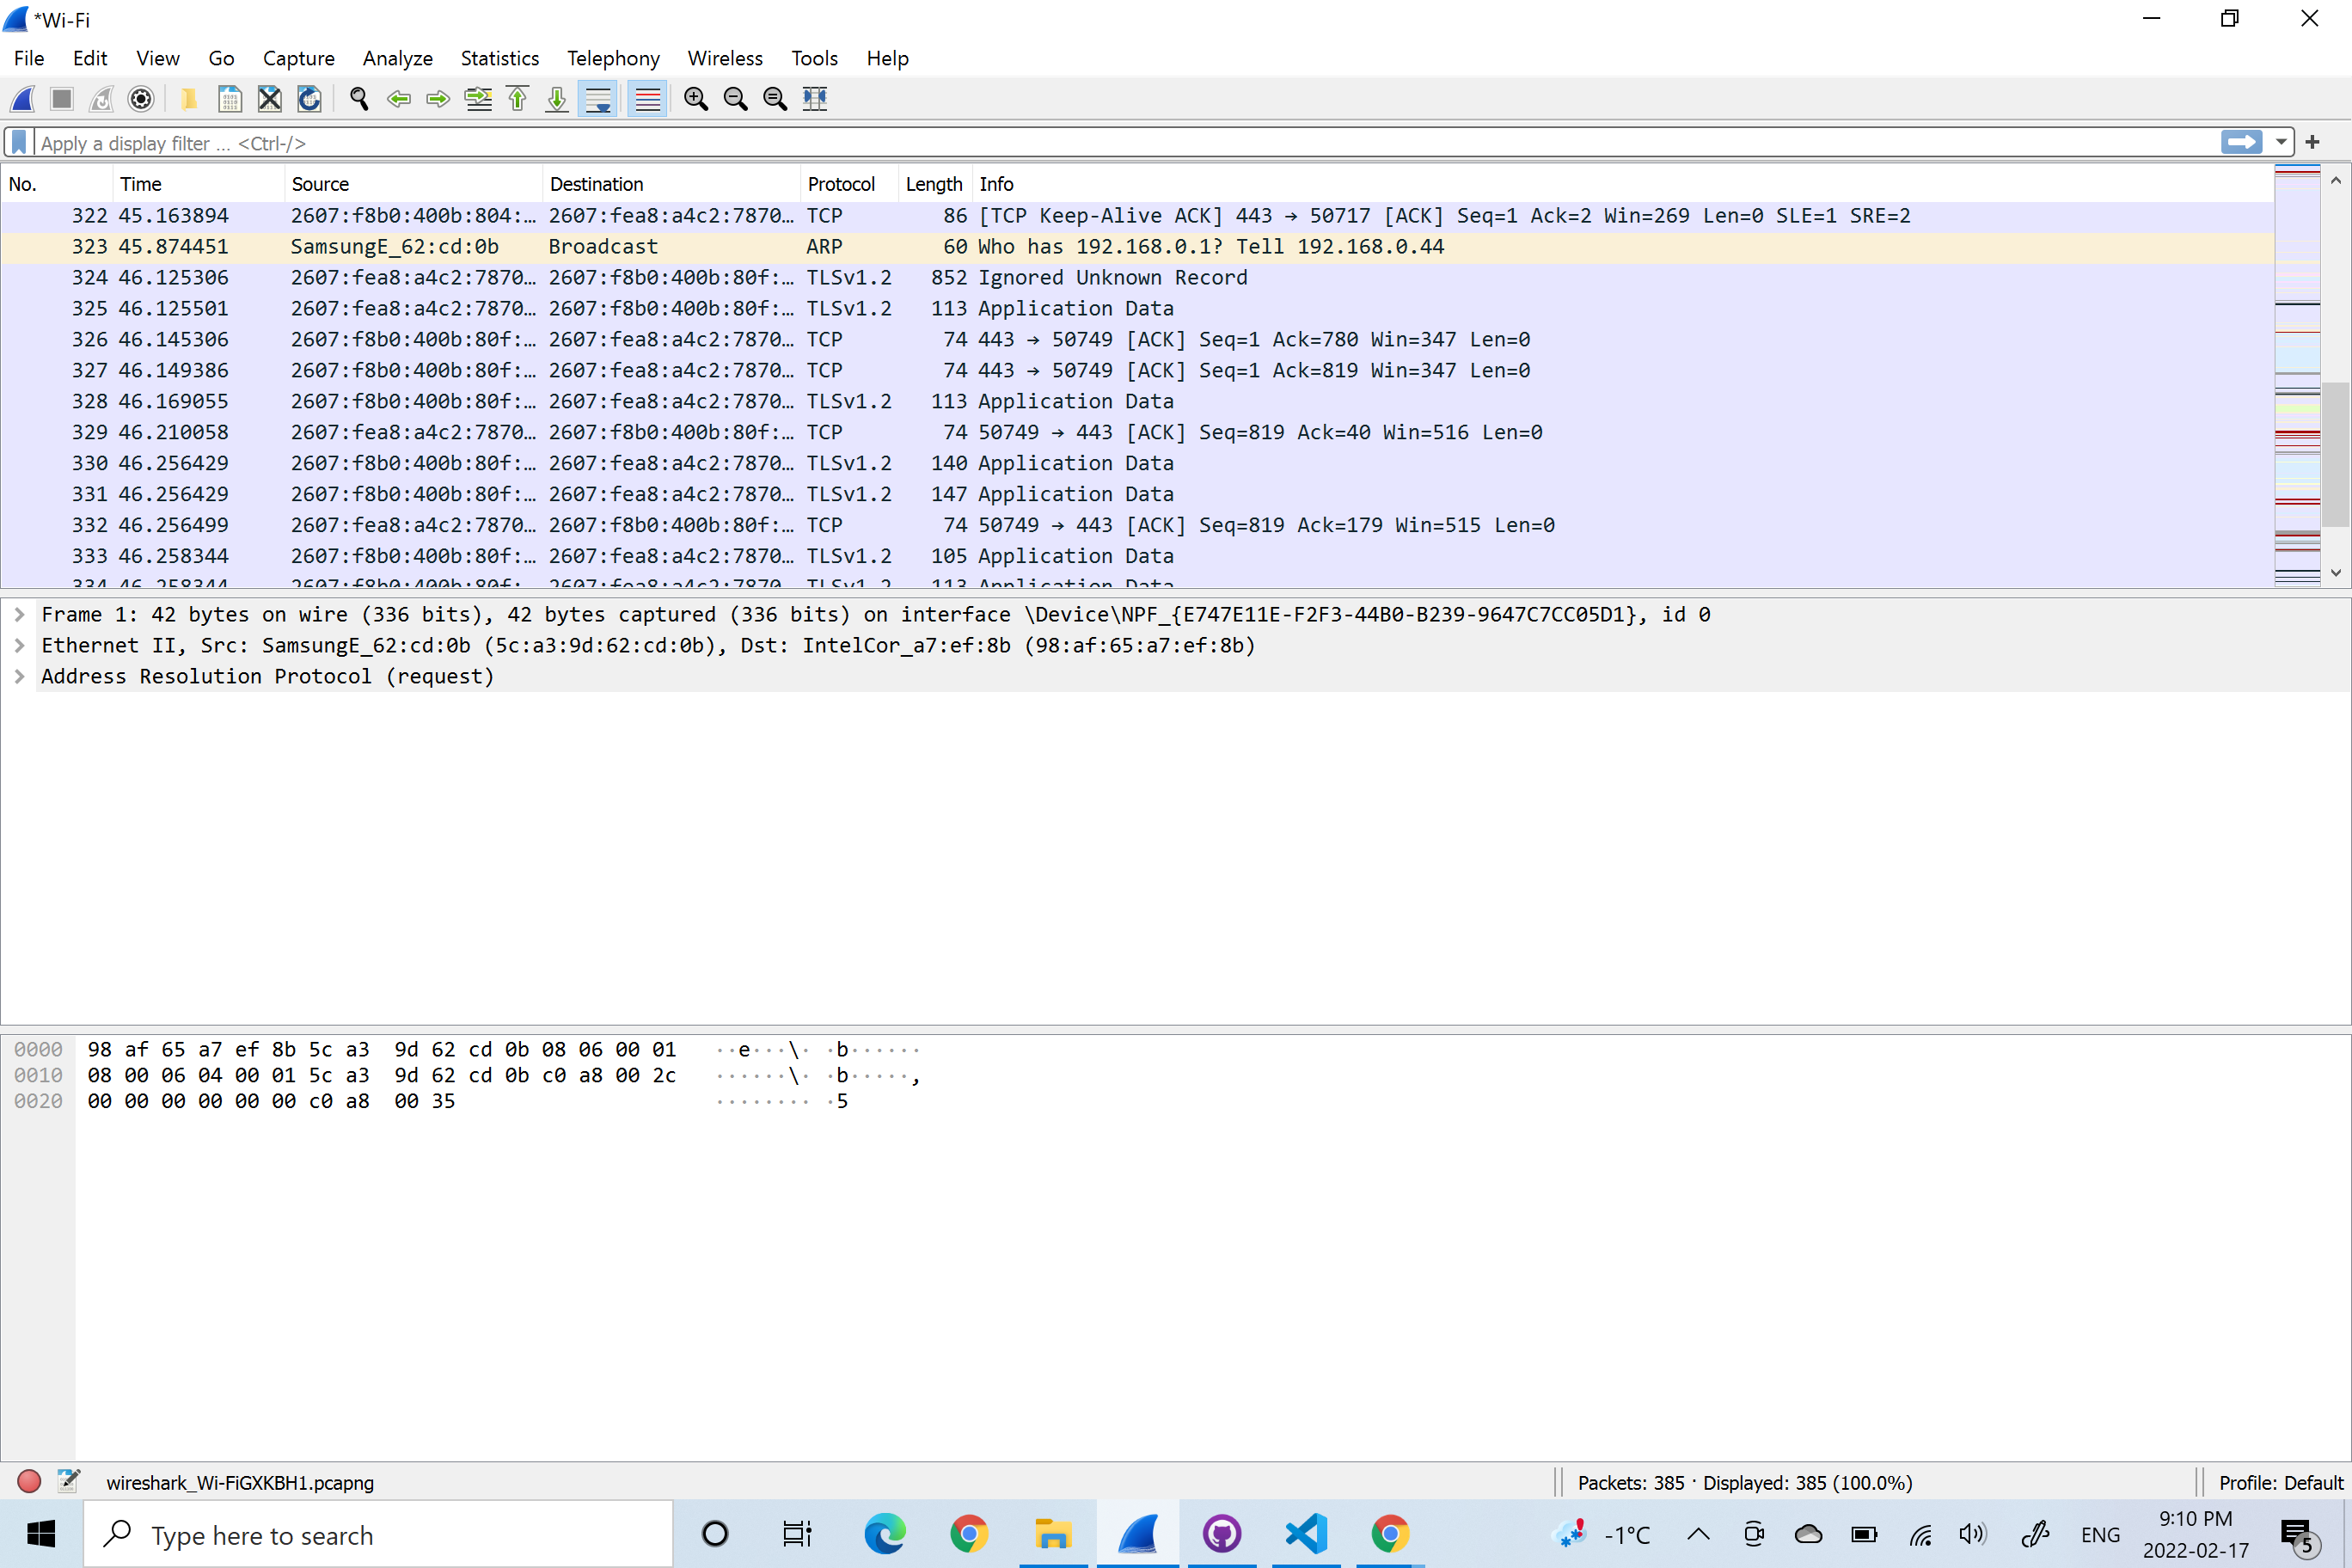 *Wi-Fi
File Edit View Go Capture Analyze Statistics Telephony Wireless Tools Help
Apply a display filter ... <Ctrl-/>
No. Time Source Destination Protocol Length Info
322 45.163894 2607:f8b0:400b:804:… 2607:fea8:a4c2:7870… TCP 86 [TCP Keep-Alive ACK] 443 → 50717 [ACK] Seq=1 Ack=2 Win=269 Len=0 SLE=1 SRE=2
323 45.874451 SamsungE_62:cd:0b Broadcast ARP 60 Who has 192.168.0.1? Tell 192.168.0.44
324 46.125306 2607:fea8:a4c2:7870… 2607:f8b0:400b:80f:… TLSv1.2 852 Ignored Unknown Record
325 46.125501 2607:fea8:a4c2:7870… 2607:f8b0:400b:80f:… TLSv1.2 113 Application Data
326 46.145306 2607:f8b0:400b:80f:… 2607:fea8:a4c2:7870… TCP 74 443 → 50749 [ACK] Seq=1 Ack=780 Win=347 Len=0
327 46.149386 2607:f8b0:400b:80f:… 2607:fea8:a4c2:7870… TCP 74 443 → 50749 [ACK] Seq=1 Ack=819 Win=347 Len=0
328 46.169055 2607:f8b0:400b:80f:… 2607:fea8:a4c2:7870… TLSv1.2 113 Application Data
329 46.210058 2607:fea8:a4c2:7870… 2607:f8b0:400b:80f:… TCP 74 50749 → 443 [ACK] Seq=819 Ack=40 Win=516 Len=0
330 46.256429 2607:f8b0:400b:80f:… 2607:fea8:a4c2:7870… TLSv1.2 140 Application Data
331 46.256429 2607:f8b0:400b:80f:… 2607:fea8:a4c2:7870… TLSv1.2 147 Application Data
332 46.256499 2607:fea8:a4c2:7870… 2607:f8b0:400b:80f:… TCP 74 50749 → 443 [ACK] Seq=819 Ack=179 Win=515 Len=0
333 46.258344 2607:f8b0:400b:80f:… 2607:fea8:a4c2:7870… TLSv1.2 105 Application Data
334 46.258344 2607:f8b0:400b:80f:… 2607:fea8:a4c2:7870… TLSv1.2 113 Application Data
Frame 1: 42 bytes on wire (336 bits), 42 bytes captured (336 bits) on interface \Device\NPF_{E747E11E-F2F3-44B0-B239-9647C7CC05D1}, id 0
Ethernet II, Src: SamsungE_62:cd:0b (5c:a3:9d:62:cd:0b), Dst: IntelCor_a7:ef:8b (98:af:65:a7:ef:8b)
Address Resolution Protocol (request)
0000 98 af 65 a7 ef 8b 5c a3 9d 62 cd 0b 08 06 00 01 ··e···\· ·b······
0010 08 00 06 04 00 01 5c a3 9d 62 cd 0b c0 a8 00 2c ······\· ·b·····,
0020 00 00 00 00 00 00 c0 a8 00 35 ········ ·5
wireshark_Wi-FiGXKBH1.pcapng Packets: 385 · Displayed: 385 (100.0%) Profile: Default
Type here to search -1°C ENG 9:10 PM
2022-02-17 5